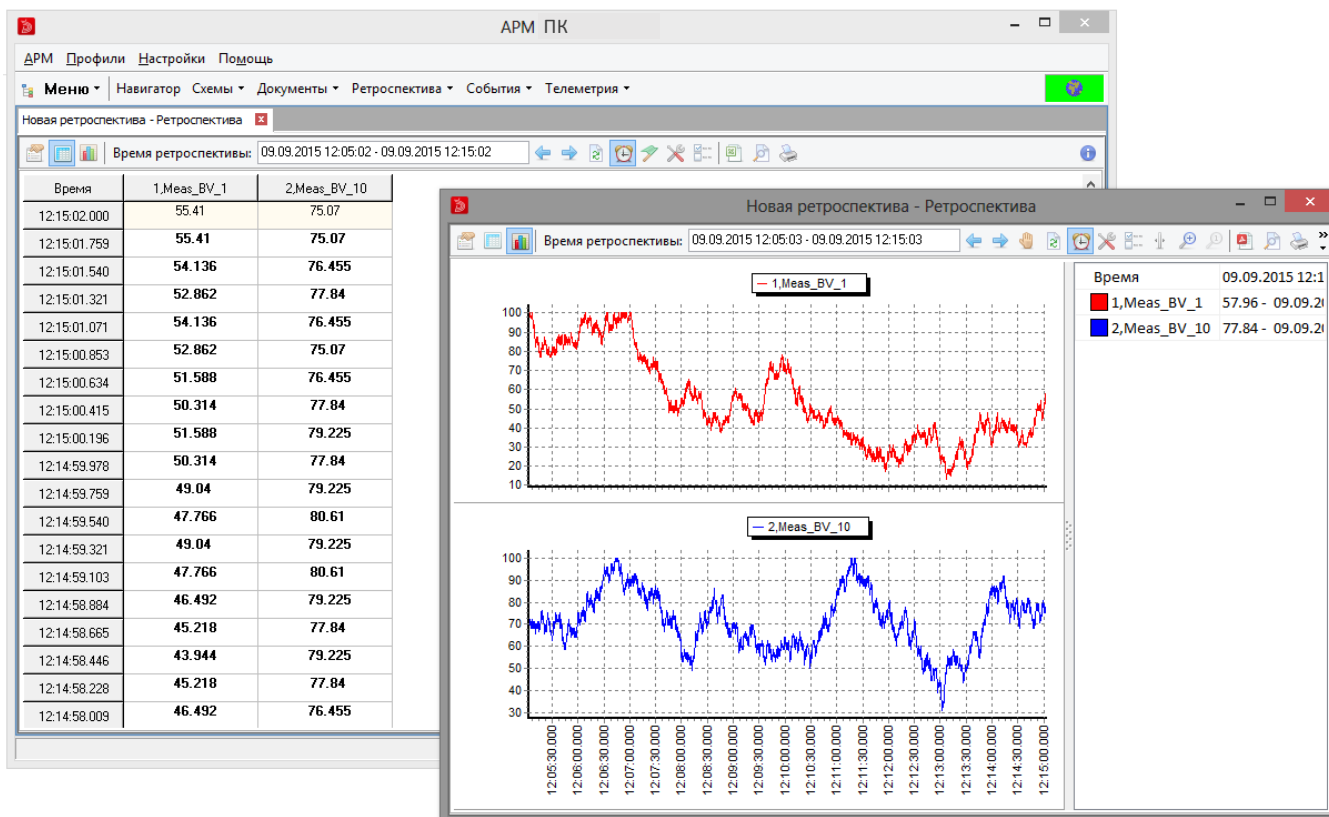 АРМ ПК
АРМ Профили Настройки Помощь
Меню Навигатор Схемы Документы Ретроспектива События Телеметрия
Новая ретроспектива - Ретроспектива
Время ретроспективы: 09.09.2015 12:05:02 - 09.09.2015 12:15:02
Время 1,Meas_BV_1 2,Meas_BV_10
12:15:02.000 55.41 75.07
12:15:01.759 55.41 75.07
12:15:01.540 54.136 76.455
12:15:01.321 52.862 77.84
12:15:01.071 54.136 76.455
12:15:00.853 52.862 75.07
12:15:00.634 51.588 76.455
12:15:00.415 50.314 77.84
12:15:00.196 51.588 79.225
12:14:59.978 50.314 77.84
12:14:59.759 49.04 79.225
12:14:59.540 47.766 80.61
12:14:59.321 49.04 79.225
12:14:59.103 47.766 80.61
12:14:58.884 46.492 79.225
12:14:58.665 45.218 77.84
12:14:58.446 43.944 79.225
12:14:58.228 45.218 77.84
12:14:58.009 46.492 76.455
Новая ретроспектива - Ретроспектива
Время ретроспективы: 09.09.2015 12:05:03 - 09.09.2015 12:15:03
1,Meas_BV_1
100
90
80
70
60
50
40
30
20
10
2,Meas_BV_10
100
90
80
70
60
50
40
30
12:05:30.000
12:06:00.000
12:06:30.000
12:07:00.000
12:07:30.000
12:08:00.000
12:08:30.000
12:09:00.000
12:09:30.000
12:10:00.000
12:10:30.000
12:11:00.000
12:11:30.000
12:12:00.000
12:12:30.000
12:13:00.000
12:13:30.000
12:14:00.000
12:14:30.000
12:15:00.000
Время 09.09.2015 12:1
1,Meas_BV_1 57.96 - 09.09.20
2,Meas_BV_10 77.84 - 09.09.20